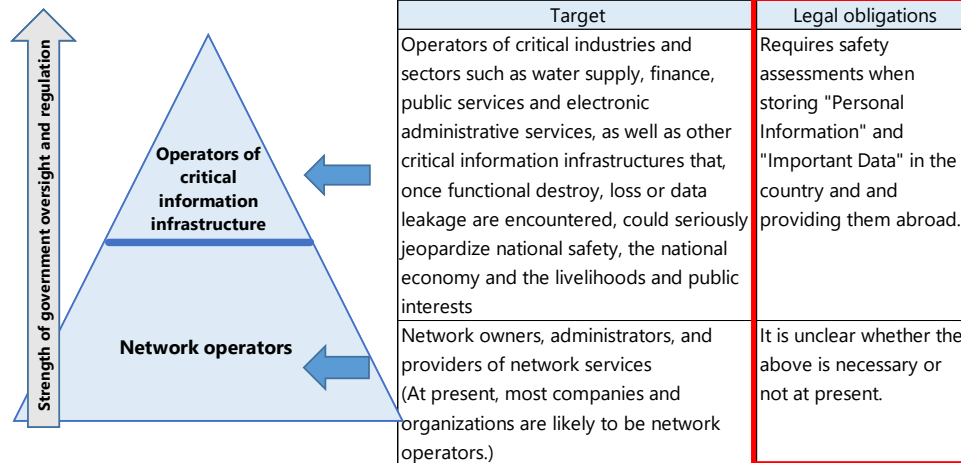 Strength of government oversight and regulation
Operators of
critical
information
infrastructure
Network operators
Target
Legal obligations
Operators of critical industries and
sectors such as water supply, finance,
public services and electronic
administrative services, as well as other
critical information infrastructures that,
once functional destroy, loss or data
leakage are encountered, could seriously
jeopardize national safety, the national
economy and the livelihoods and public
interests
Requires safety
assessments when
storing "Personal
Information" and
"Important Data" in the
country and and
providing them abroad.
Network owners, administrators, and
providers of network services
(At present, most companies and
organizations are likely to be network
operators.)
It is unclear whether the
above is necessary or
not at present.